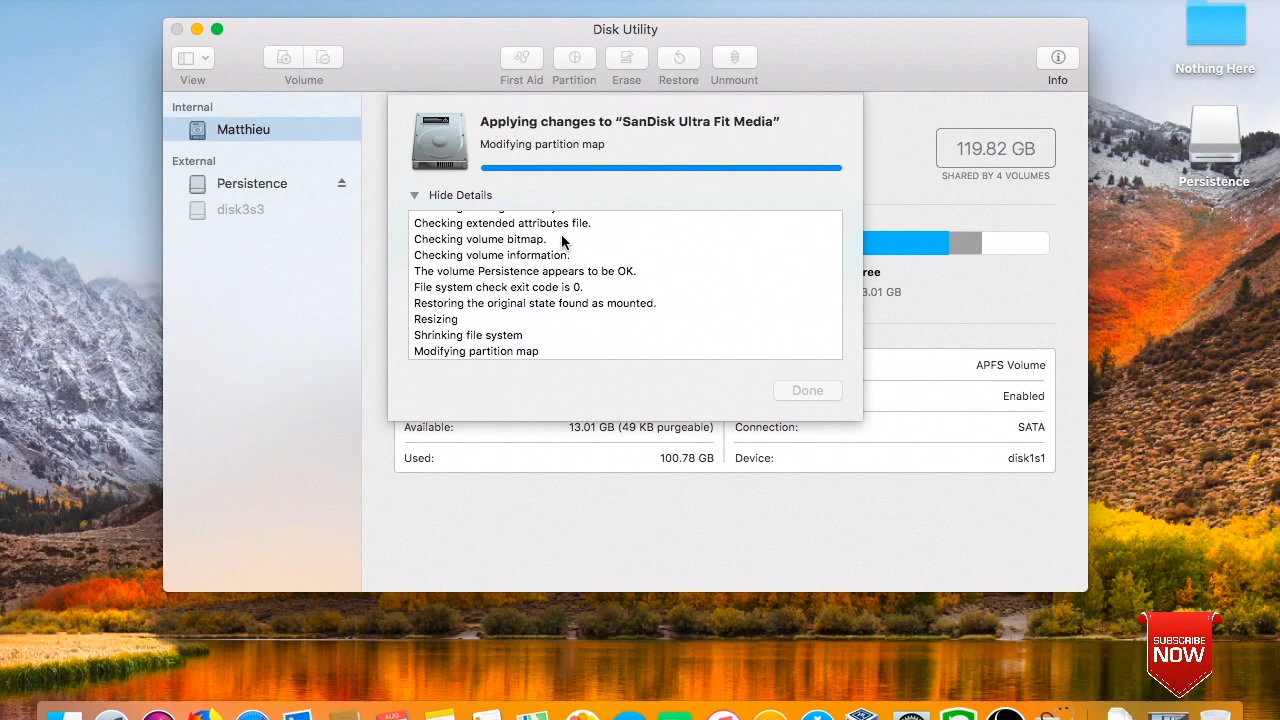 Disk Utility
View
Volume
First Aid
Partition
Erase
Restore
Unmount
Info
Internal
Matthieu
External
Persistence
disk3s3
Applying changes to “SanDisk Ultra Fit Media”
Modifying partition map
Hide Details
Checking extended attributes file.
Checking volume bitmap.
Checking volume information.
The volume Persistence appears to be OK.
File system check exit code is 0.
Restoring the original state found as mounted.
Resizing
Shrinking file system
Modifying partition map
Done
119.82 GB
SHARED BY 4 VOLUMES
ree
3.01 GB
APFS Volume
Enabled
Available: 13.01 GB (49 KB purgeable)
Connection: SATA
Used: 100.78 GB
Device: disk1s1
Nothing Here
Persistence
SUBSCRIBE
NOW
AUG